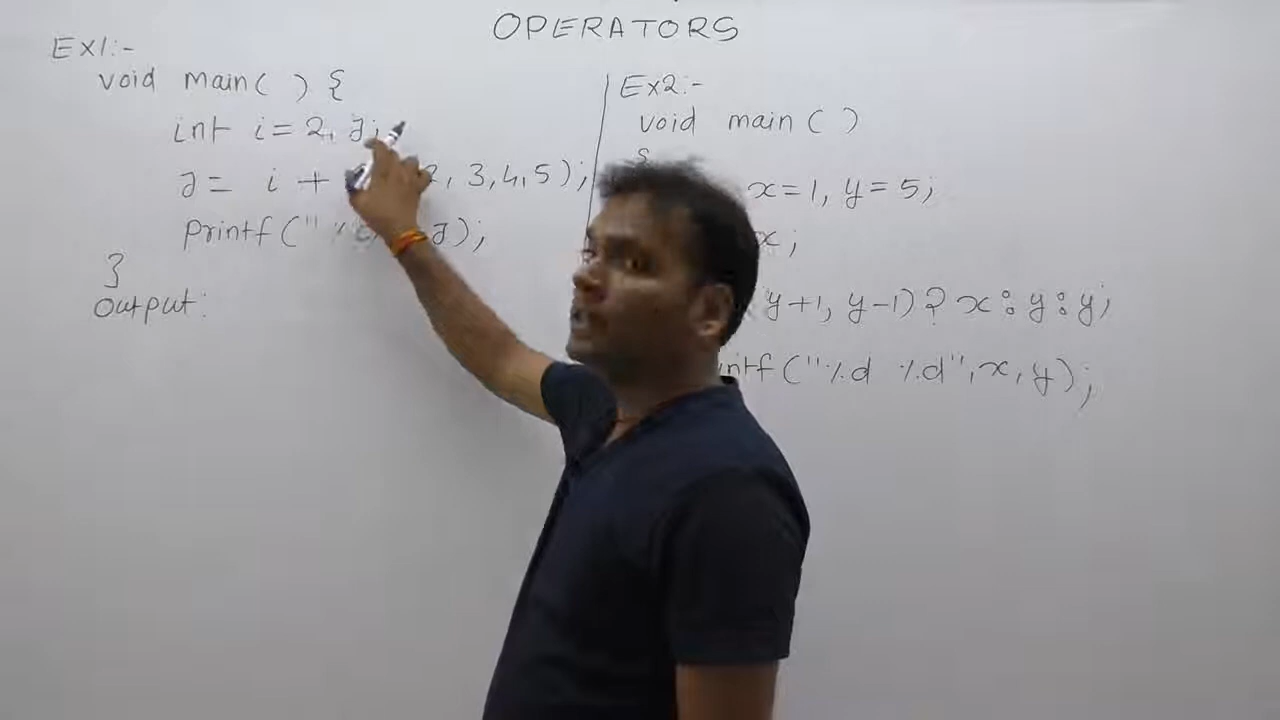 OPERATORS
Ex1:-
void main( ) {
int i=2, j;
j= i + 2, 3,4,5);
printf("%d j);
}
output:
Ex2:-
void main( )
{
x=1, y=5;
x;
y+1, y-1) ? x : y : y;
ntf("%d %d", x, y);